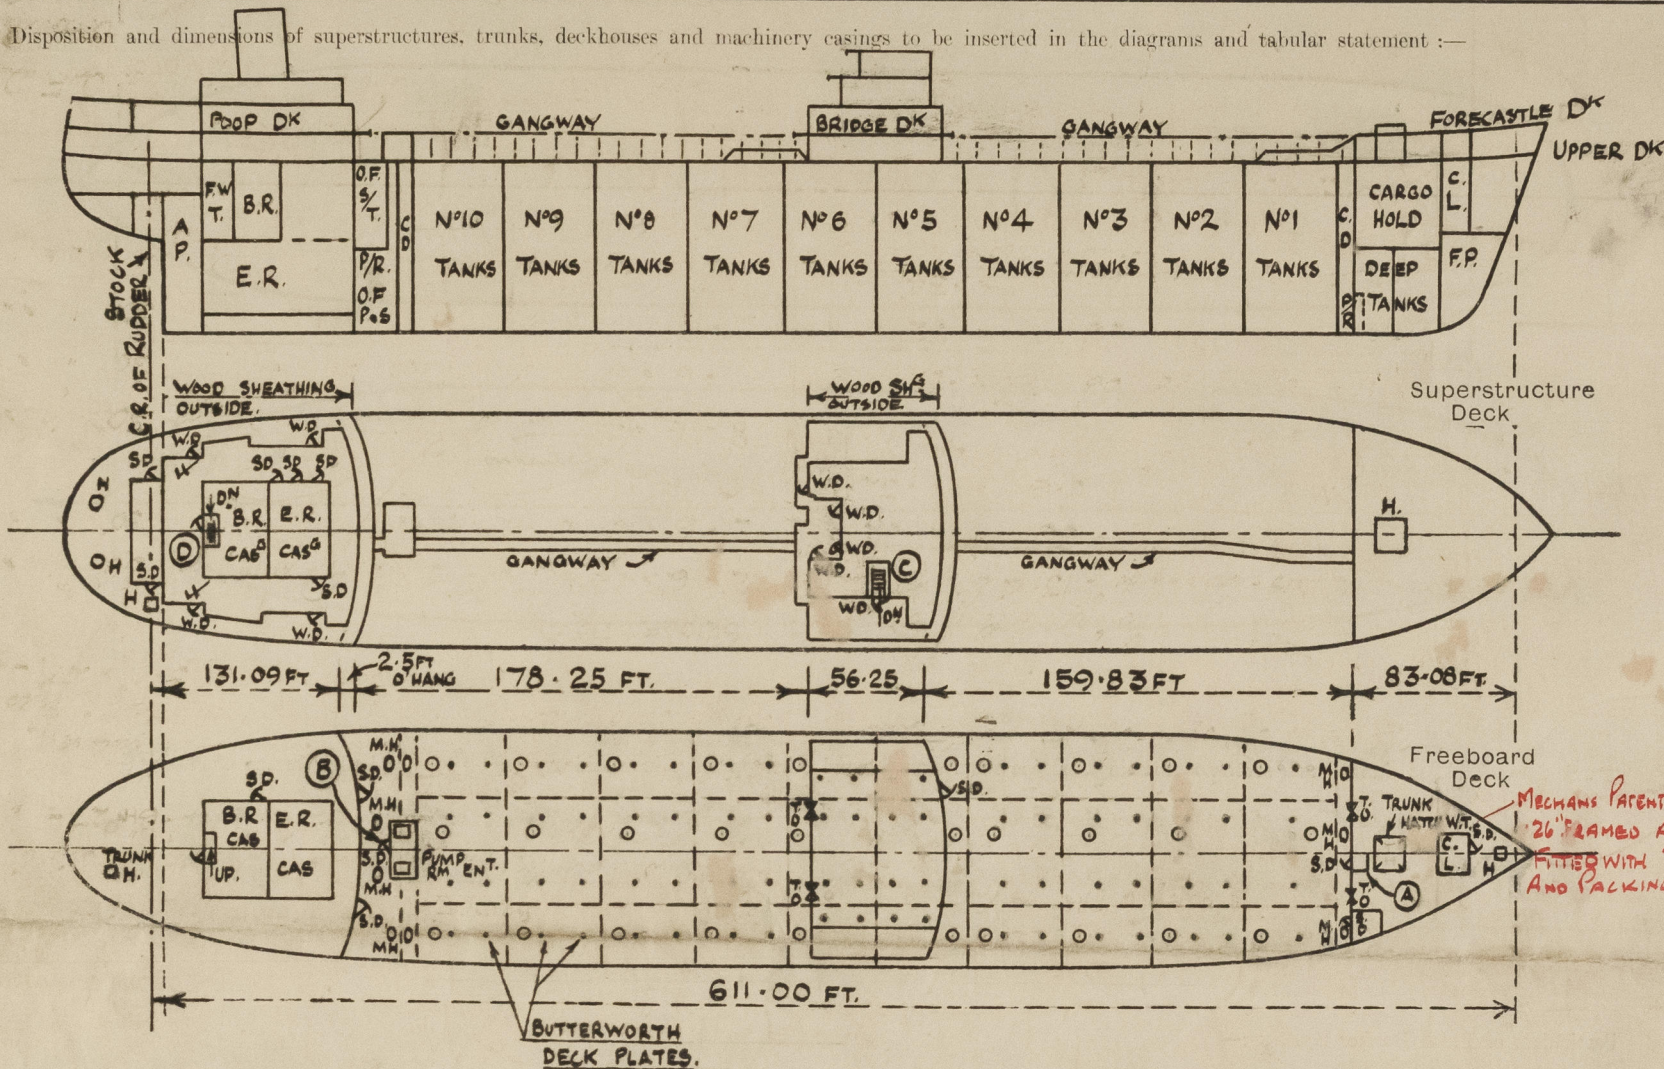 Disposition and dimensions of superstructures, trunks, deckhouses and machinery casings to be inserted in the diagrams and tabular statement :—
POOP DK
GANGWAY
BRIDGE DK
GANGWAY
FORECASTLE DK
UPPER DK
F.W T.
B.R.
O.F. S/T.
C D
Nº10 TANKS
Nº9 TANKS
Nº8 TANKS
Nº7 TANKS
Nº6 TANKS
Nº5 TANKS
Nº4 TANKS
Nº3 TANKS
Nº2 TANKS
Nº1 TANKS
C. D
CARGO HOLD
C. L.
A P.
E.R.
P/R.
O.F P.S
P/R
DEEP TANKS
F.P.
C.R. OF RUDDER STOCK
WOOD SHEATHING
OUTSIDE.
WOOD SHG
OUTSIDE.
Superstructure
Deck
W.D.
W.D.
S.D
SD
SD
SD
H
H
DN
B.R. CASG
E.R. CASG
D
H
S.D
H
H
S.D
W.D.
W.D.
GANGWAY
W.D.
W.D.
W.D.
W.D.
C
WD.
DN
GANGWAY
H.
131.09 FT
2.5FT
O'HANG
178.25 FT.
56.25
159.83 FT
83.08 FT.
Freeboard
Deck
B
M.H
S.D.
S.D.
M.H
B.R CAS
E.R. CAS
UP.
TRUNK H.
S.D
M.H
PUMP RM ENT.
S.D.
M.H
T O
T O
S.D.
M H
T.O
TRUNK HATCH W.T.
M H
S.D
C. L.
S.D.
H
A
T O
M H
S D
MECHANS PATENT
26" FRAMED
FITTED WITH
AND PACKING
611.00 FT.
BUTTERWORTH
DECK PLATES.